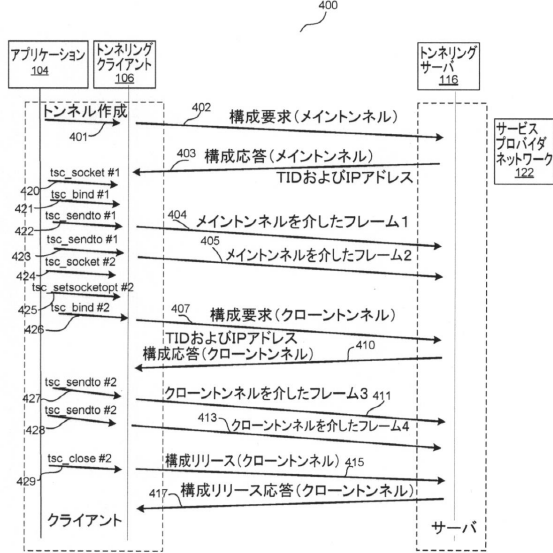 400
アプリケーション
104
トンネリング
クライアント
106
トンネリング
サーバ
116
サービス
プロバイダ
ネットワーク
122
トンネル作成
401
402
構成要求(メイントンネル)
構成応答(メイントンネル)
403
TIDおよびIPアドレス
tsc_socket #1
420
tsc_bind #1
421
tsc_sendto #1
422
404
メイントンネルを介したフレーム1
tsc_sendto #1
423
405
メイントンネルを介したフレーム2
tsc_socket #2
424
tsc_setsocketopt #2
425
tsc_bind #2
426
407
構成要求(クローントンネル)
TIDおよびIPアドレス
構成応答(クローントンネル)
410
tsc_sendto #2
427
クローントンネルを介したフレーム3
411
tsc_sendto #2
428
413
クローントンネルを介したフレーム4
tsc_close #2
429
構成リリース(クローントンネル)
415
417
構成リリース応答(クローントンネル)
クライアント
サーバ